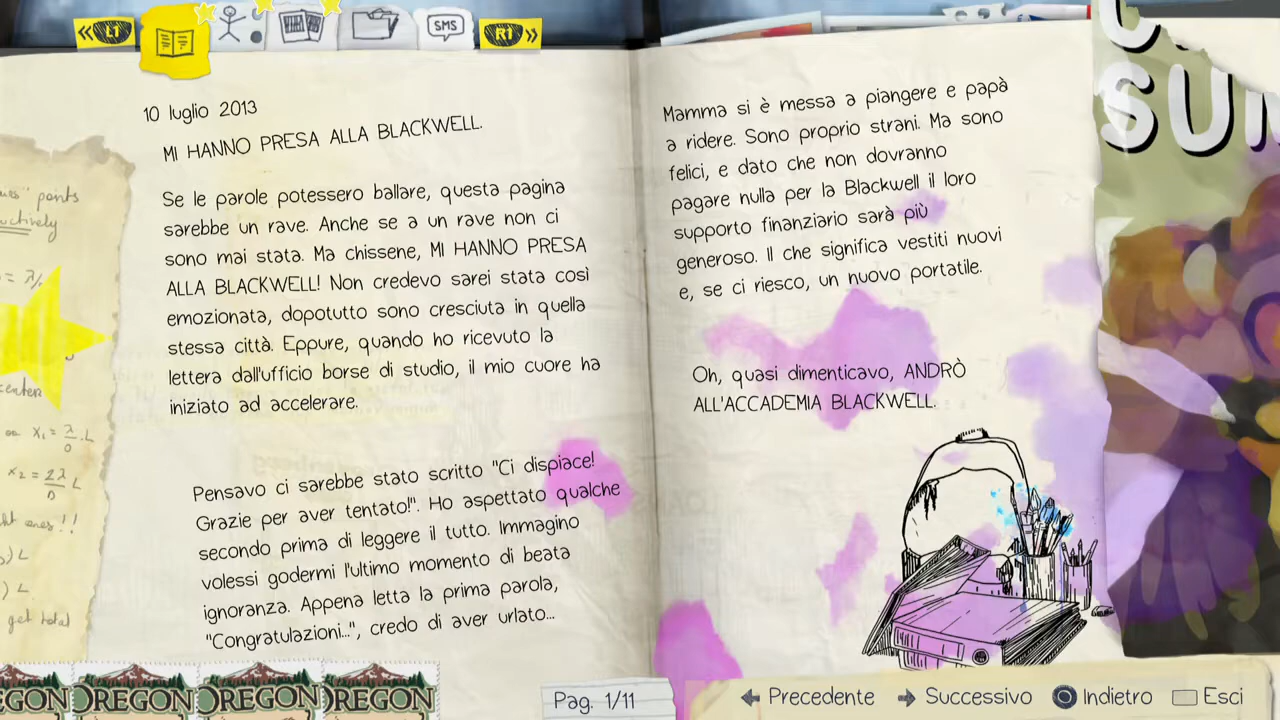 L1
SMS
R1
10 luglio 2013
MI HANNO PRESA ALLA BLACKWELL.
Se le parole potessero ballare, questa pagina
sarebbe un rave. Anche se a un rave non ci
sono mai stata. Ma chissene, MI HANNO PRESA
ALLA BLACKWELL! Non credevo sarei stata così
emozionata, dopotutto sono cresciuta in quella
stessa città. Eppure, quando ho ricevuto la
lettera dall'ufficio borse di studio, il mio cuore ha
iniziato ad accelerare.
Pensavo ci sarebbe stato scritto "Ci dispiace!
Grazie per aver tentato!". Ho aspettato qualche
secondo prima di leggere il tutto. Immagino
volessi godermi l'ultimo momento di beata
ignoranza. Appena letta la prima parola,
"Congratulazioni...", credo di aver urlato...
Mamma si è messa a piangere e papà
a ridere. Sono proprio strani. Ma sono
felici, e dato che non dovranno
pagare nulla per la Blackwell il loro
supporto finanziario sarà più
generoso. Il che significa vestiti nuovi
e, se ci riesco, un nuovo portatile.
Oh, quasi dimenticavo, ANDRÒ
ALL'ACCADEMIA BLACKWELL.
points
get total
OREGON OREGON OREGON
Pag. 1/11
Precedente
Successivo
Indietro
Esci